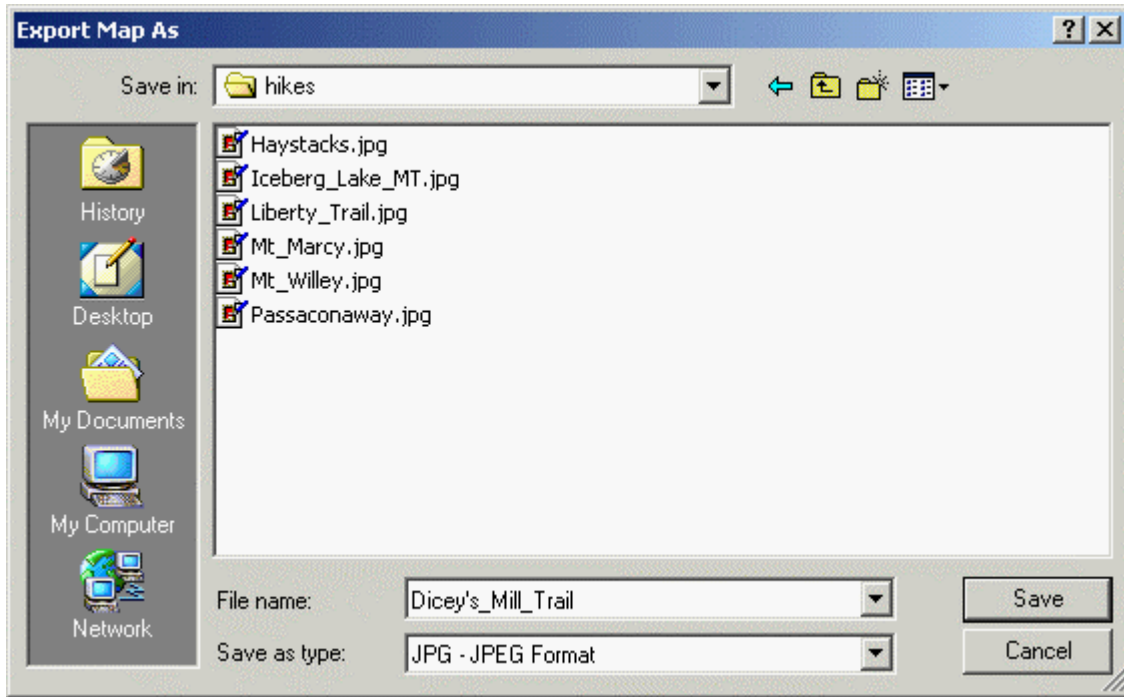 Export Map As
Save in: hikes
Haystacks.jpg
Iceberg_Lake_MT.jpg
Liberty_Trail.jpg
Mt_Marcy.jpg
Mt_Willey.jpg
Passaconaway.jpg
History
Desktop
My Documents
My Computer
Network
File name: Dicey's_Mill_Trail
Save
Save as type: JPG - JPEG Format
Cancel